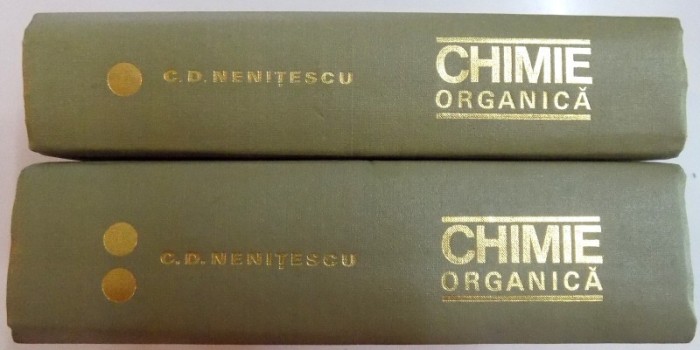 C.D.NENIȚESCU
CHIMIE
ORGANICĂ
C.D.NENIȚESCU
CHIMIE
ORGANICĂ